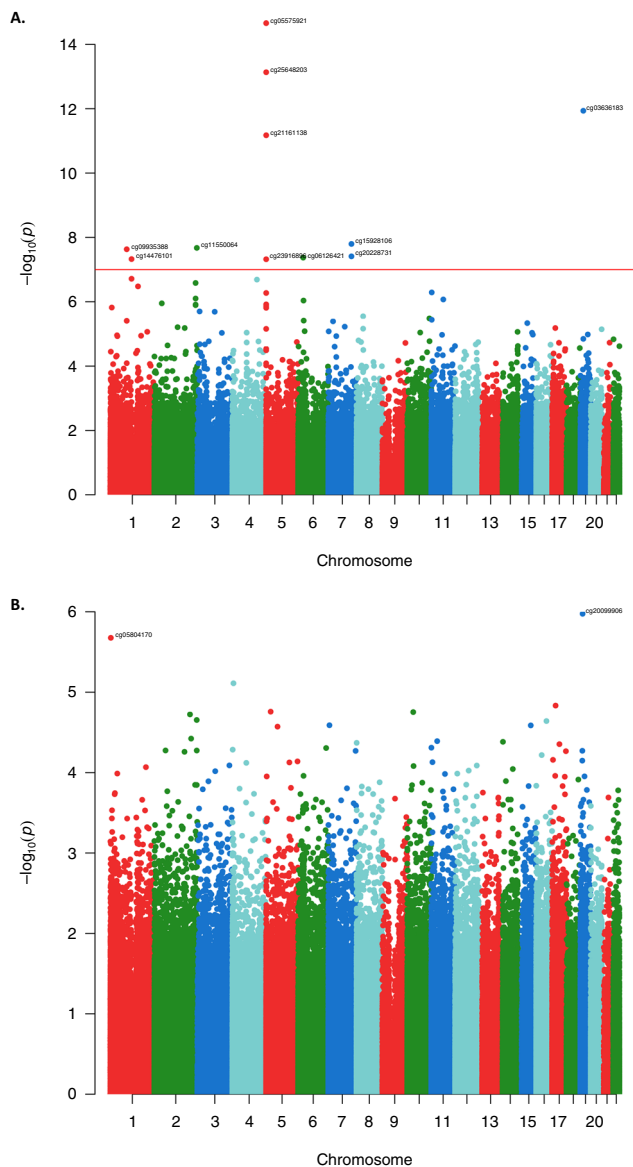 A.
14
12
10
8
6
4
2
0
−log10(p)
cg05575921
cg25648203
cg03636183
cg21161138
cg15928106
cg09935388
cg11550064
cg14476101
cg06126421
cg20228731
1 2 3 4 5 6 7 8 9 11 13 15 17 20
Chromosome
B.
6
5
4
3
2
1
0
−log10(p)
cg20099906
cg05804170
1 2 3 4 5 6 7 8 9 11 13 15 17 20
Chromosome